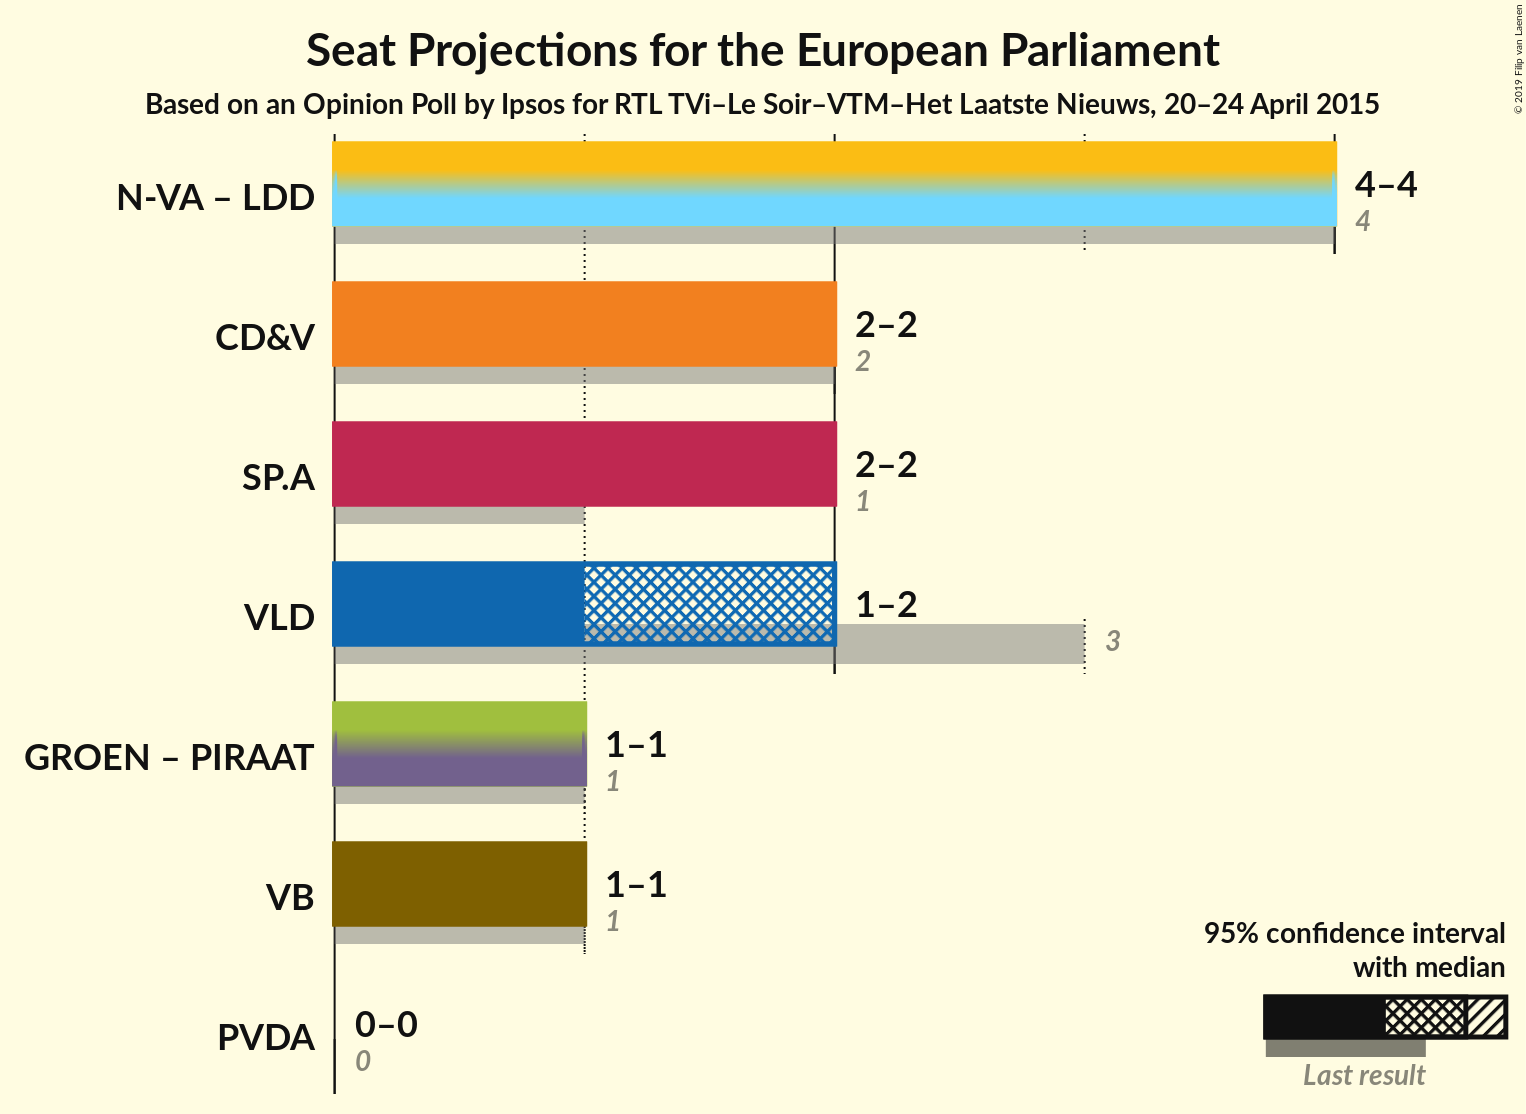 Seat Projections for the European Parliament
Based on an Opinion Poll by Ipsos for RTL TVi–Le Soir–VTM–Het Laatste Nieuws, 20–24 April 2015
© 2019 Filip van Laenen
N-VA – LDD
4–4
4
CD&V
2–2
2
SP.A
2–2
1
VLD
1–2
3
GROEN – PIRAAT
1–1
1
VB
1–1
1
PVDA
0–0
0
95% confidence interval
with median
Last result